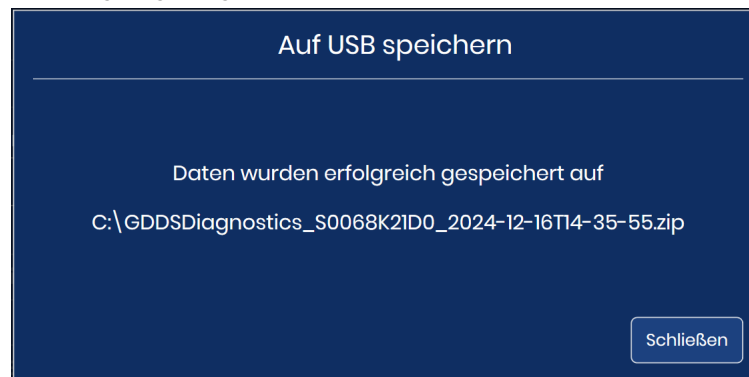 Auf USB speichern
Daten wurden erfolgreich gespeichert auf
C:\GDDSDiagnostics_S0068K21D0_2024-12-16T14-35-55.zip
Schließen